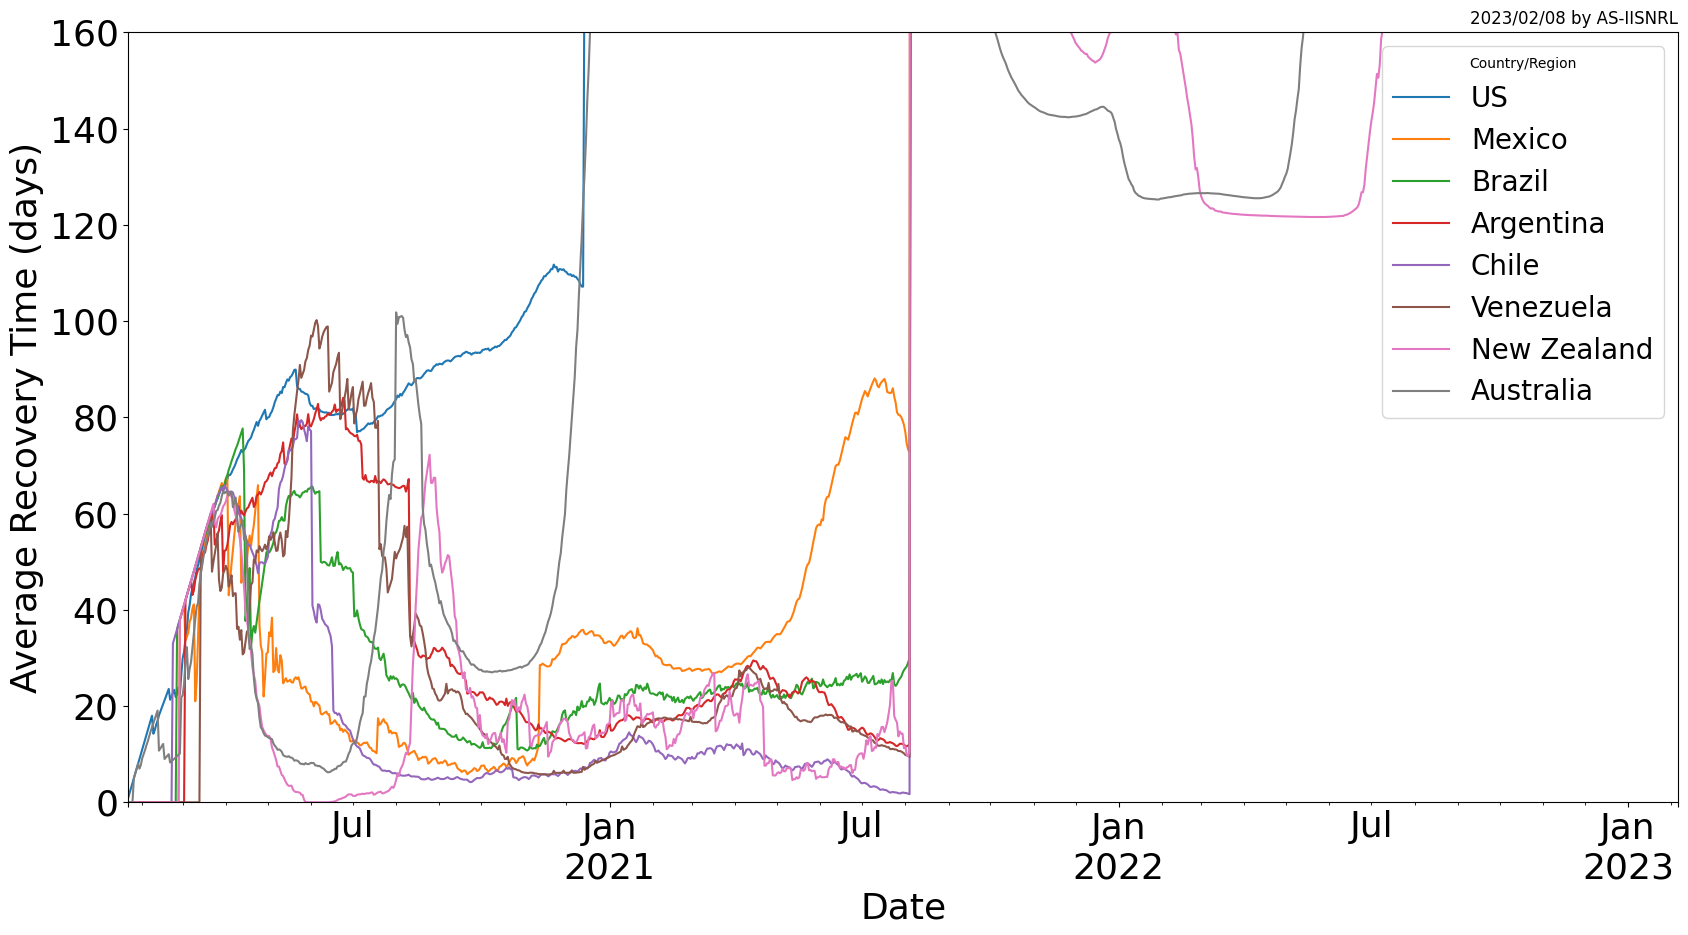 2023/02/08 by AS-IISNRL
Average Recovery Time (days)
160
140
120
100
80
60
40
20
0
Country/Region
US
Mexico
Brazil
Argentina
Chile
Venezuela
New Zealand
Australia
Jul Jan Jul Jan Jul Jan
2021 2022 2023
Date